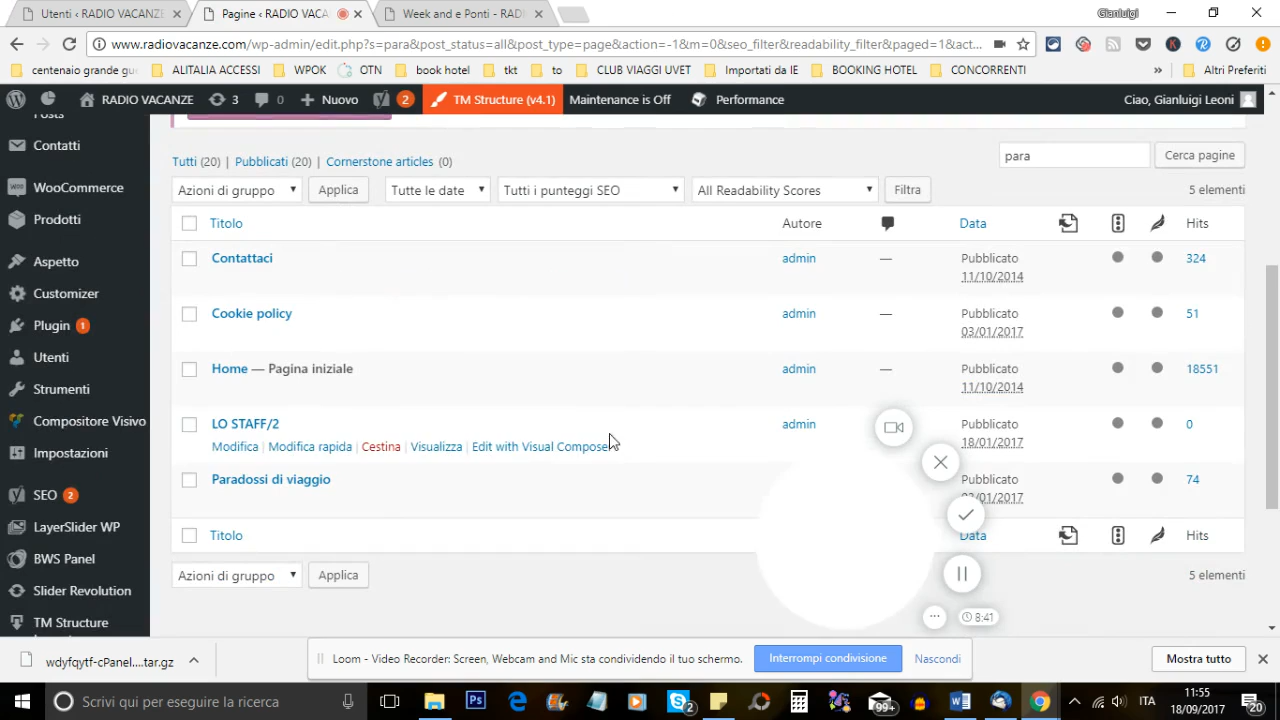 Utenti ‹ RADIO VACANZE
Pagine ‹ RADIO VACA
Week and e Ponti - RAD
Gianluigi
www.radiovacanze.com/wp-admin/edit.php?s=para&post_status=all&post_type=page&action=-1&m=0&seo_filter&readability_filter&paged=1&act...
centenaio grande gu
ALITALIA ACCESSI
WPOK
OTN
book hotel
tkt
to
CLUB VIAGGI UVET
Importati da IE
BOOKING HOTEL
CONCORRENTI
»
Altri Preferiti
RADIO VACANZE
3
0
Nuovo
2
TM Structure (v4.1)
Maintenance is Off
Performance
Ciao, Gianluigi Leoni
Posts
Contatti
WooCommerce
Prodotti
Aspetto
Customizer
Plugin 1
Utenti
Strumenti
Compositore Visivo
Impostazioni
SEO 2
LayerSlider WP
BWS Panel
Slider Revolution
TM Structure
Tutti (20) | Pubblicati (20) | Cornerstone articles (0)
para
Cerca pagine
Azioni di gruppo
Applica
Tutte le date
Tutti i punteggi SEO
All Readability Scores
Filtra
5 elementi
Titolo
Autore
Data
Hits
Contattaci
admin
—
Pubblicato
11/10/2014
324
Cookie policy
admin
—
Pubblicato
03/01/2017
51
Home — Pagina iniziale
admin
—
Pubblicato
11/10/2014
18551
LO STAFF/2
Modifica | Modifica rapida | Cestina | Visualizza | Edit with Visual Compose
admin
Pubblicato
18/01/2017
0
Paradossi di viaggio
Pubblicato
74
Titolo
Data
Hits
Azioni di gruppo
Applica
5 elementi
8:41
wdyfqytf-cPanel....tar.gz
Loom - Video Recorder: Screen, Webcam and Mic sta condividendo il tuo schermo.
Interrompi condivisione
Nascondi
Mostra tutto
Scrivi qui per eseguire la ricerca
2
99+
ITA
11:55
18/09/2017
20